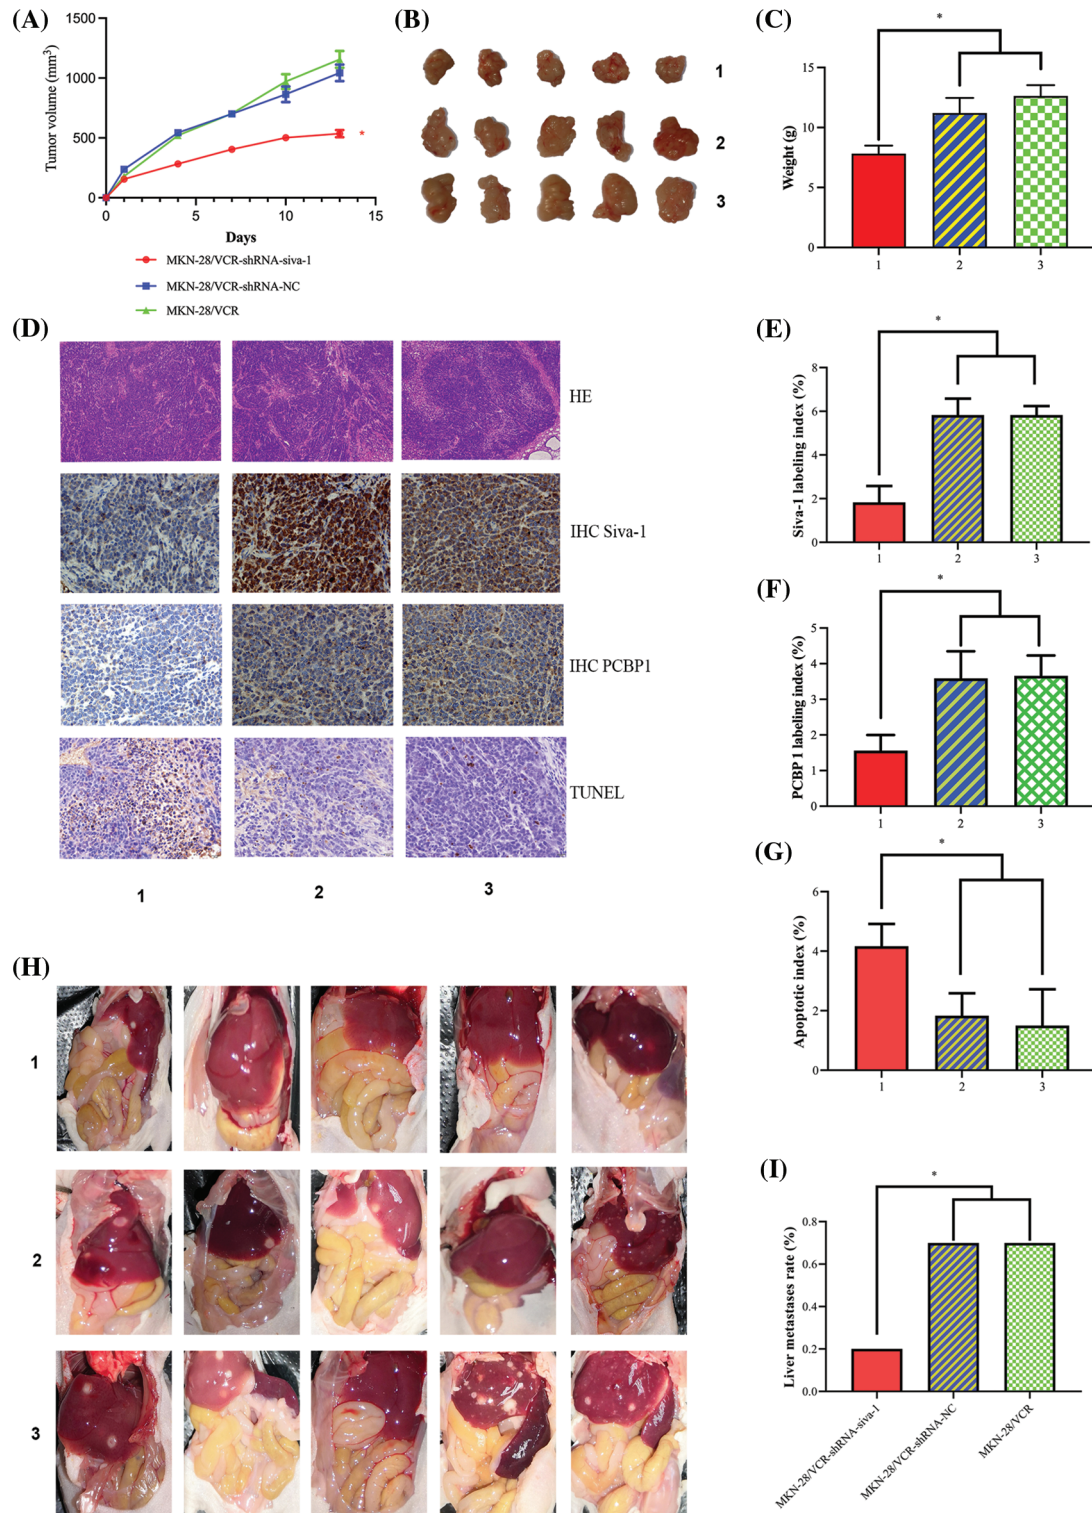 (A)
Tumor volume (mm³)
1500
1000
500
0
0
5
10
15
*
Days
MKN-28/VCR-shRNA-siva-1
MKN-28/VCR-shRNA-NC
MKN-28/VCR
(B)
1
2
3
(C)
*
Weight (g)
15
10
5
0
1
2
3
(D)
HE
IHC Siva-1
IHC PCBP1
TUNEL
1
2
3
(E)
*
Siva-1 labeling index (%)
8
6
4
2
0
1
2
3
(F)
*
PCBP 1 labeling index (%)
5
4
3
2
1
0
1
2
3
(G)
*
Apoptotic index (%)
6
4
2
0
1
2
3
(H)
1
2
3
(I)
*
Liver metastases rate (%)
0.8
0.6
0.4
0.2
0.0
MKN-28/VCR-shRNA-siva-1
MKN-28/VCR-shRNA-NC
MKN-28/VCR